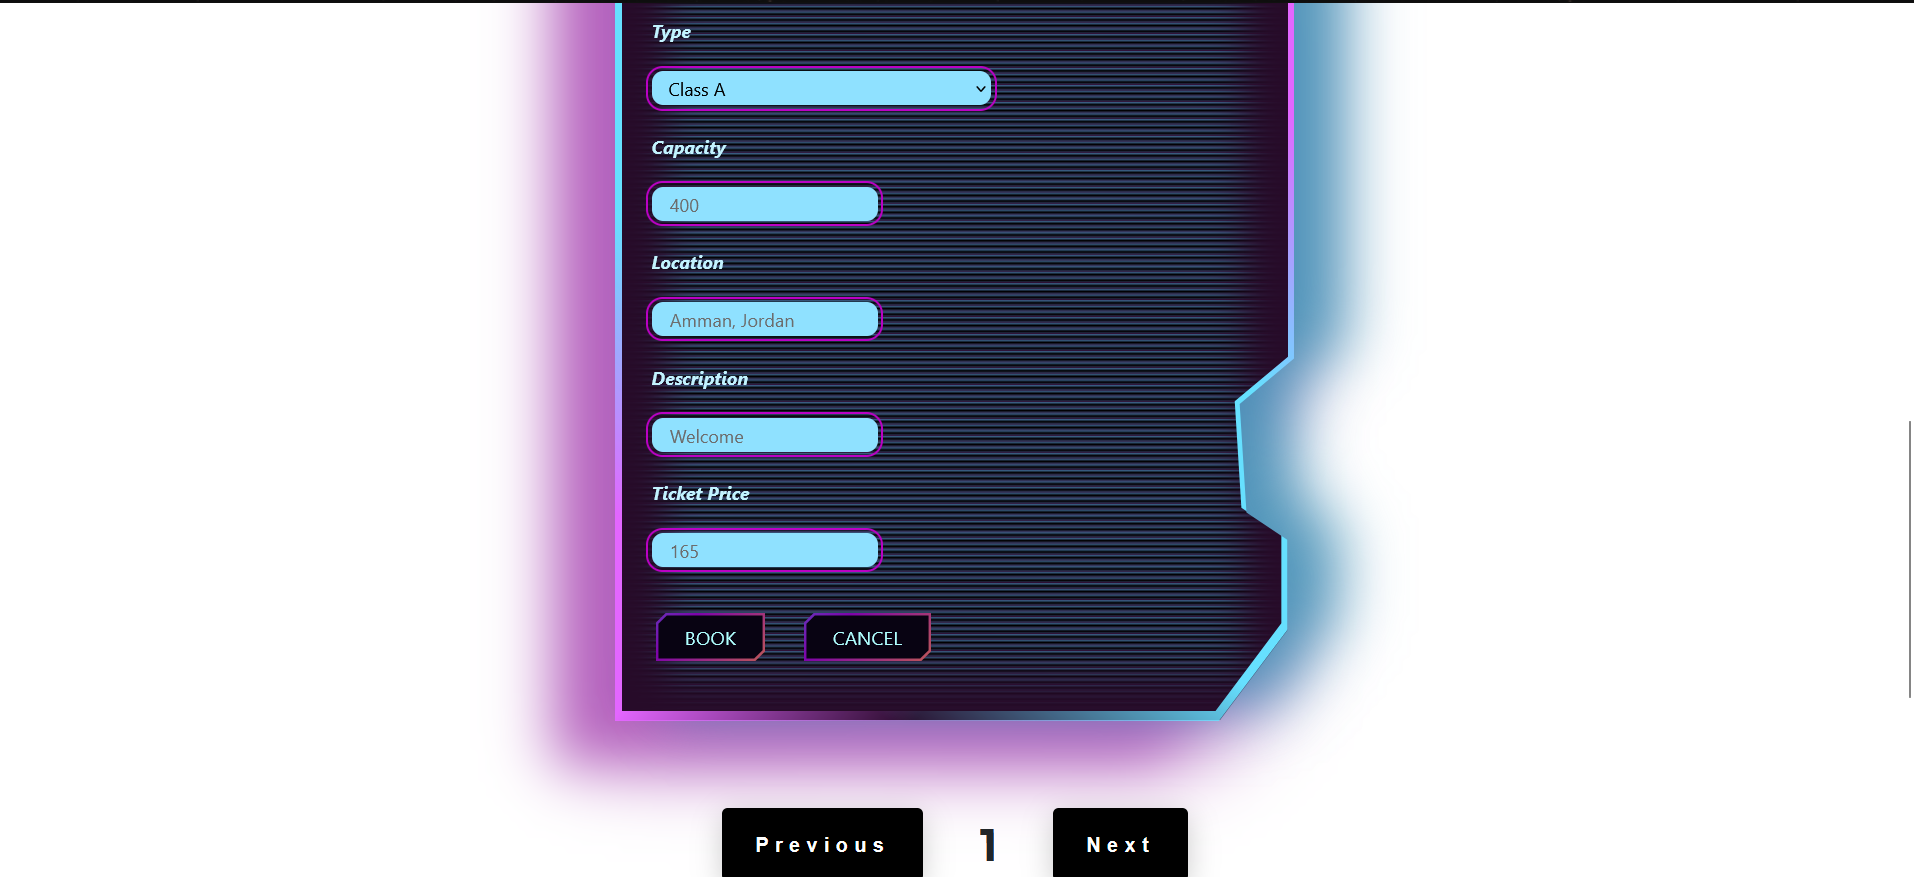 Type
Class A
Capacity
400
Location
Amman, Jordan
Description
Welcome
Ticket Price
165
BOOK CANCEL
Previous 1 Next